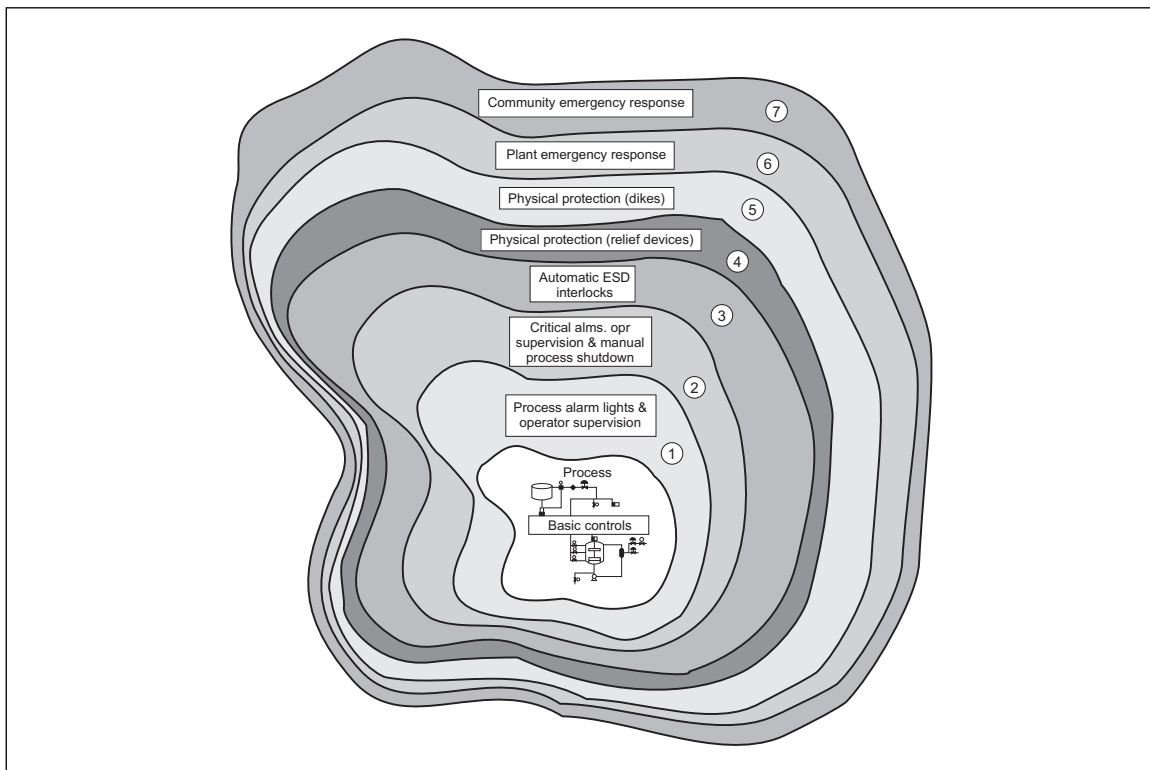 Community emergency response
7
Plant emergency response
6
Physical protection (dikes)
5
Physical protection (relief devices)
4
Automatic ESD
interlocks
3
Critical alms. opr
supervision & manual
process shutdown
2
Process alarm lights &
operator supervision
1
Process
Basic controls